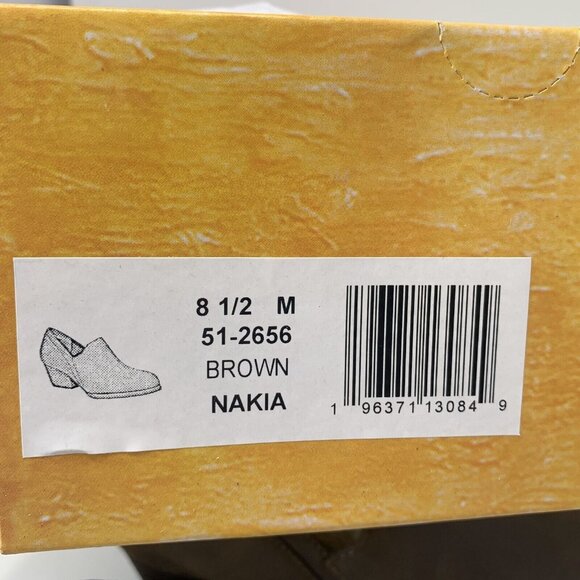 8 1/2 M
51-2656
BROWN
NAKIA
1 96371 13084 9